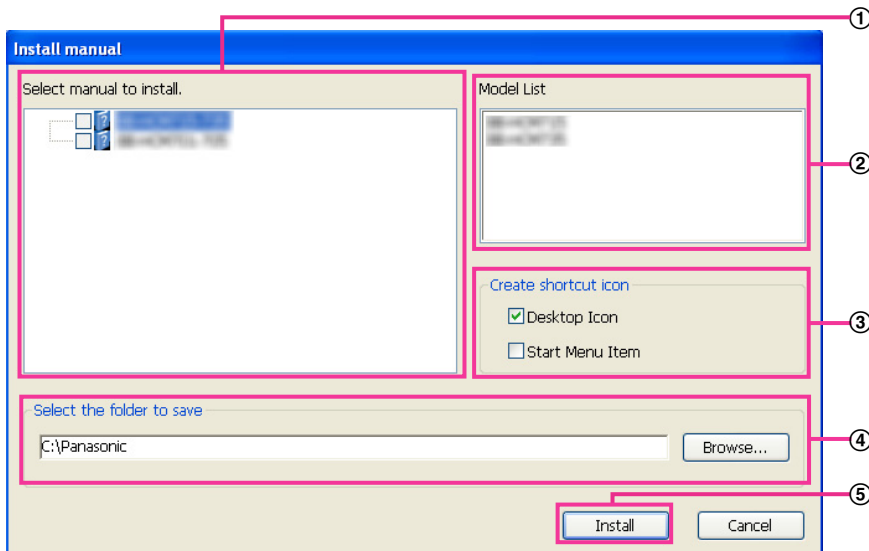 ①
Install manual
Select manual to install.
Model List
②
Create shortcut icon
Desktop Icon
③
Start Menu Item
Select the folder to save
C:\Panasonic
Browse...
④
⑤
Install
Cancel